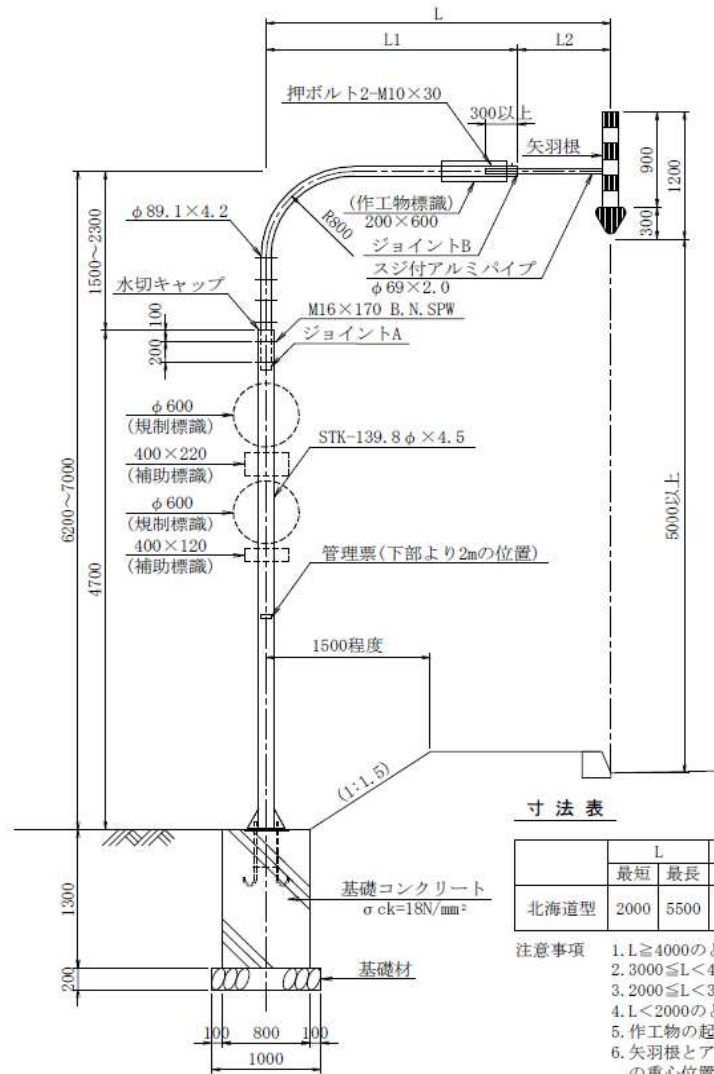 L
L1
L2
押ボルト2-M10×30
300以上
矢羽根
900
1200
300
(作工物標識)
200×600
φ89.1×4.2
R800
ジョイントB
スジ付アルミパイプ
φ69×2.0
1500~2300
水切キャップ
100
M16×170 B.N.SPW
200
ジョイントA
φ600
(規制標識)
STK-139.8φ×4.5
400×220
(補助標識)
φ600
(規制標識)
400×120
(補助標識)
6200~7000
4700
5000以上
管理票(下部より2mの位置)
1500程度
(1:1.5)
寸法表
L
最短 最長
北海道型 2000 5500
1300
基礎コンクリート
σck=18N/mm²
200
基礎材
100 800 100
1000
注意事項 1.L≧4000の
2.3000≦L<4
3.2000≦L<3
4.L<2000の
5.作工物の起
6.矢羽根とア
の重心位置